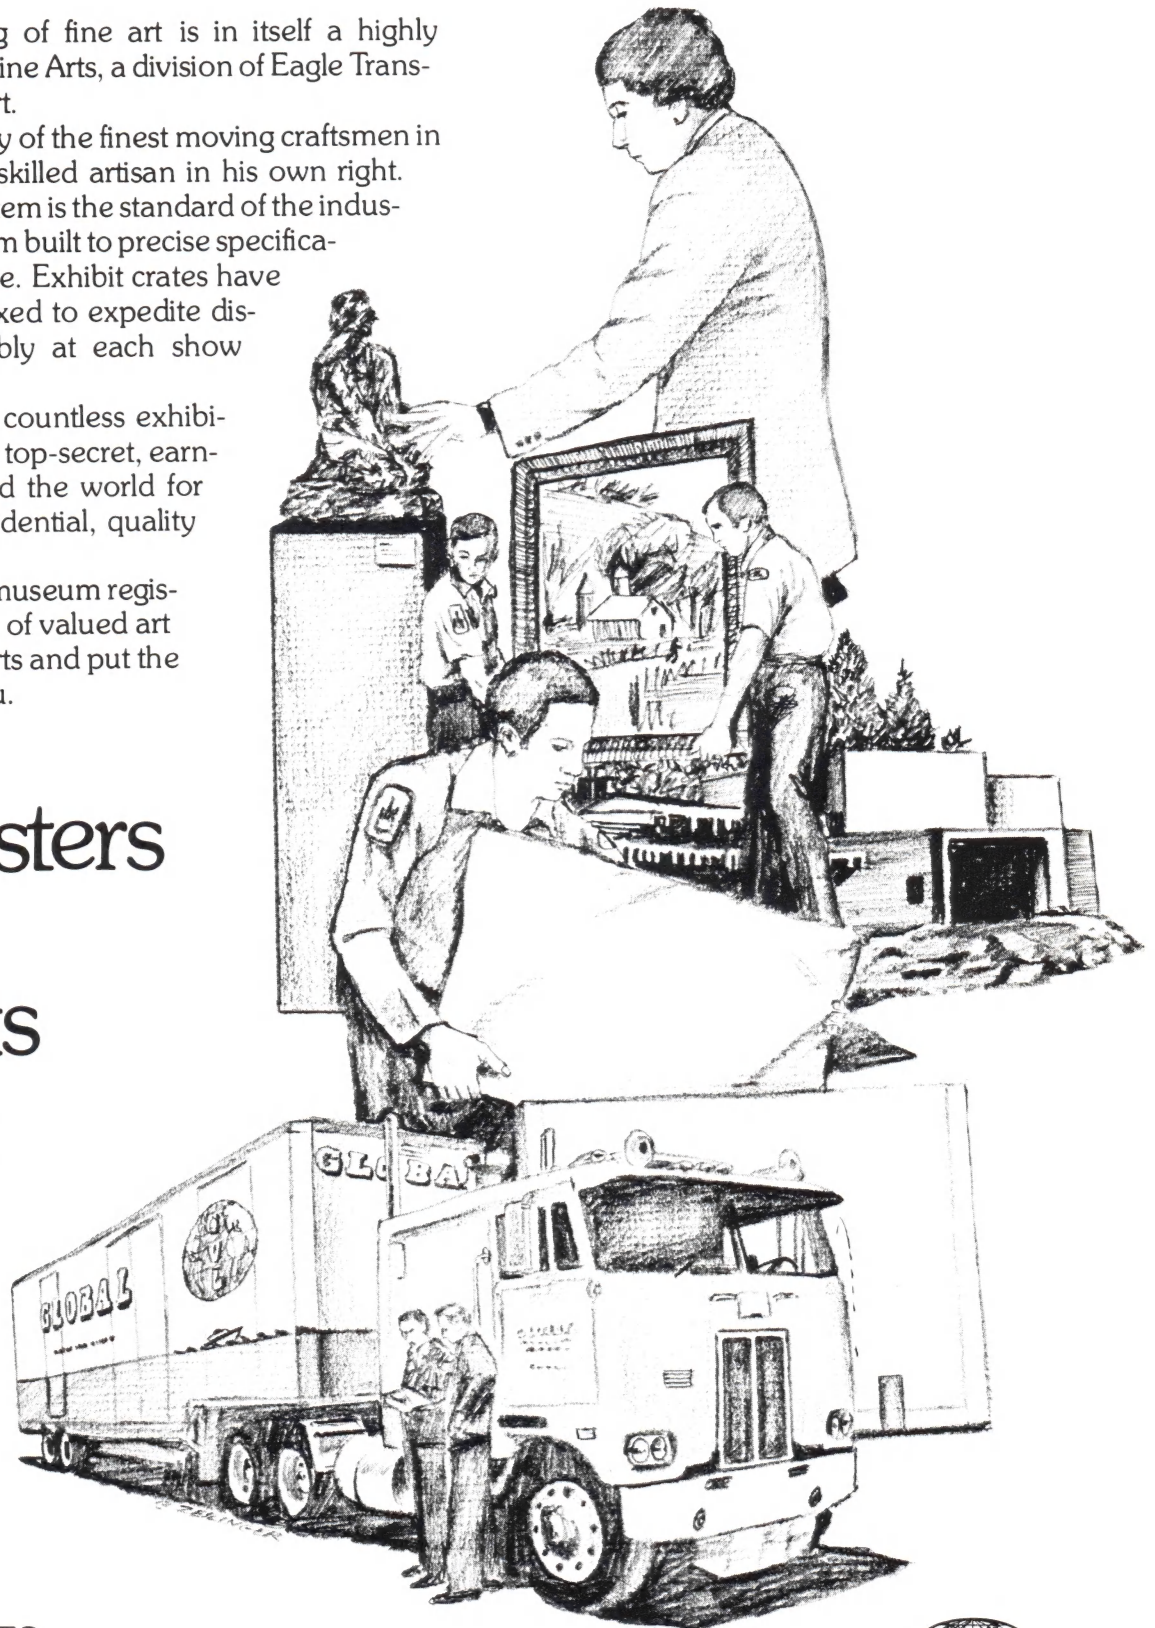 g of fine art is in itself a highly
ine Arts, a division of Eagle Trans-
rt.
y of the finest moving craftsmen in
skilled artisan in his own right.
em is the standard of the indus-
m built to precise specifica-
e. Exhibit crates have
xed to expedite dis-
bly at each show
countless exhibi-
top-secret, earn-
d the world for
dential, quality
museum regis-
of valued art
rts and put the
u.
sters
ts
GLOBAL
GLOBAL
ZELINGER